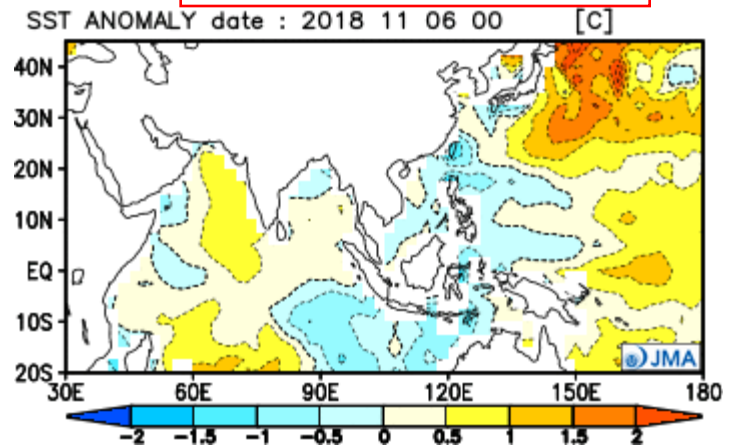 SST ANOMALY date : 2018 11 06 00 [C]
40N
30N
20N
10N
EQ
10S
20S
JMA
30E 60E 90E 120E 150E 180
-2 -1.5 -1 -0.5 0 0.5 1 1.5 2